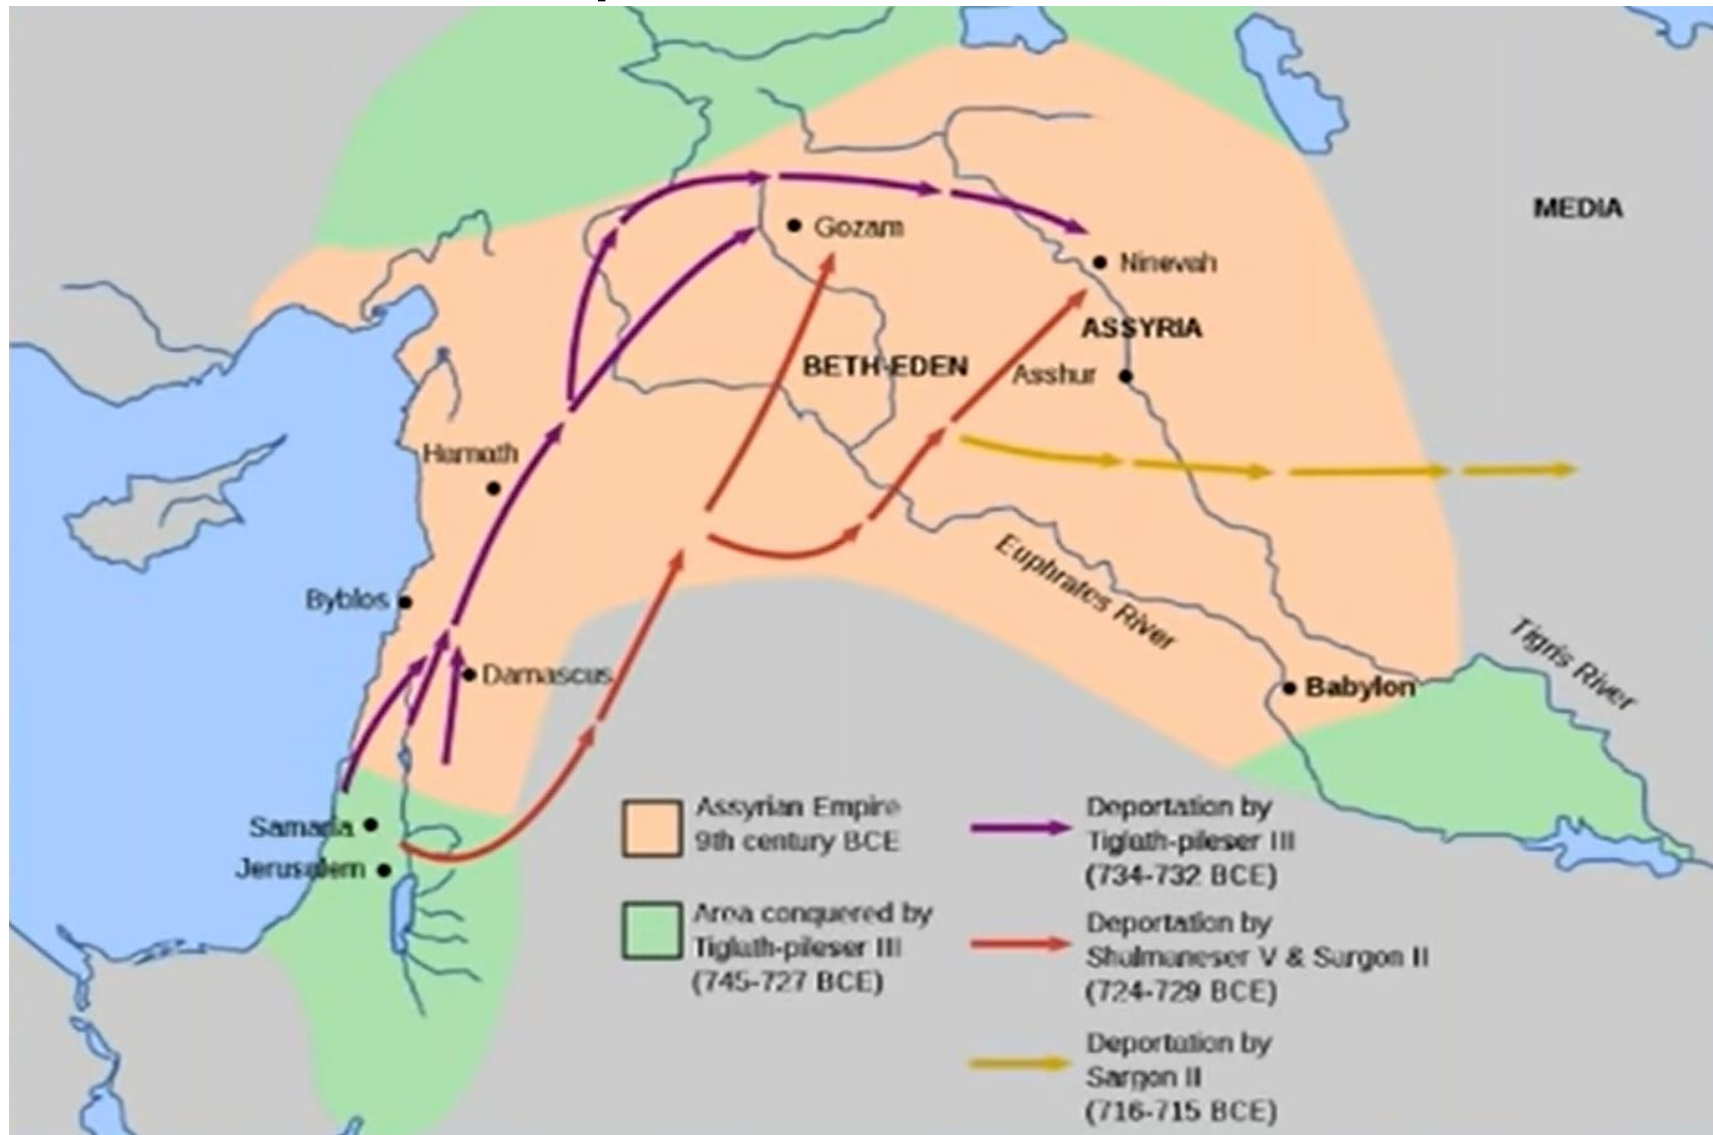 MEDIA
Gozam
Ninevah
ASSYRIA
BETH-EDEN
Asshur
Hamath
Euphrates River
Byblos
Tigris River
Damascus
Babylon
Samaria
Jerusalem
Assyrian Empire
9th century BCE
Area conquered by
Tiglath-pileser III
(745-727 BCE)
Deportation by
Tiglath-pileser III
(734-732 BCE)
Deportation by
Shalmaneser V & Sargon II
(724-729 BCE)
Deportation by
Sargon II
(716-715 BCE)